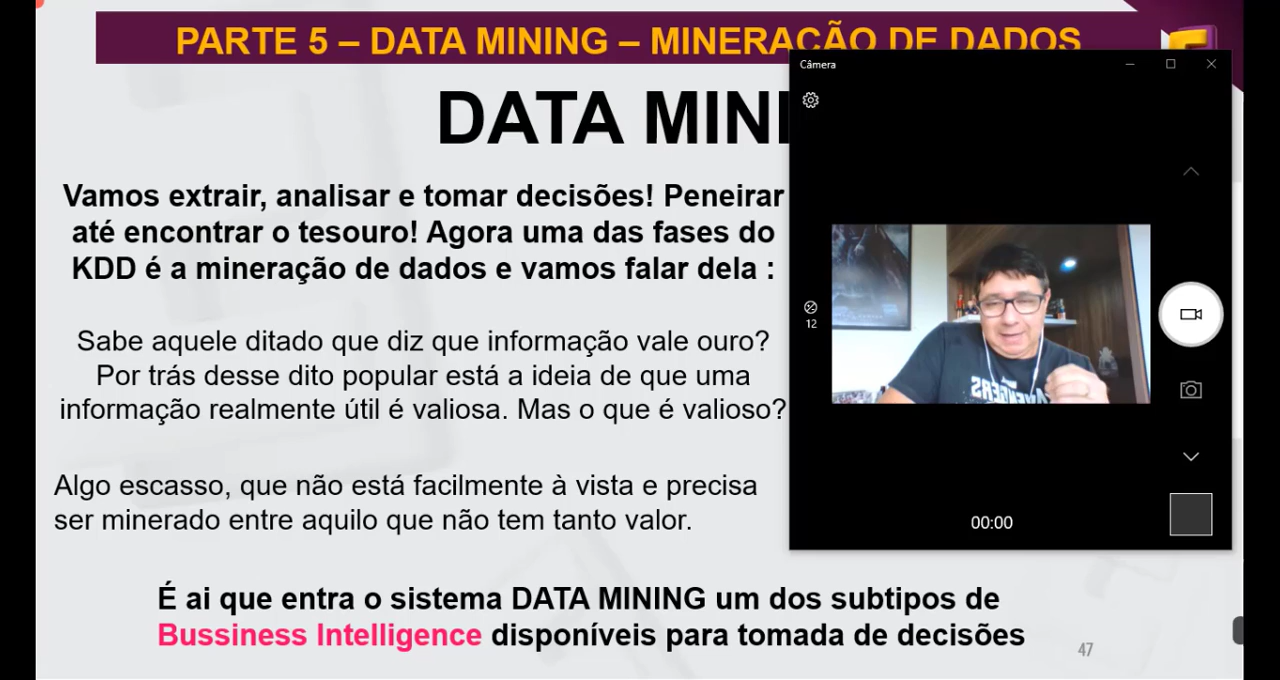 PARTE 5 – DATA MINING – MINERAÇÃO DE DADOS
Câmera
DATA MINI
Vamos extrair, analisar e tomar decisões! Peneirar
até encontrar o tesouro! Agora uma das fases do
KDD é a mineração de dados e vamos falar dela :
12
Sabe aquele ditado que diz que informação vale ouro?
Por trás desse dito popular está a ideia de que uma
informação realmente útil é valiosa. Mas o que é valioso?
Algo escasso, que não está facilmente à vista e precisa
ser minerado entre aquilo que não tem tanto valor.
00:00
É ai que entra o sistema DATA MINING um dos subtipos de
Bussiness Intelligence disponíveis para tomada de decisões
47